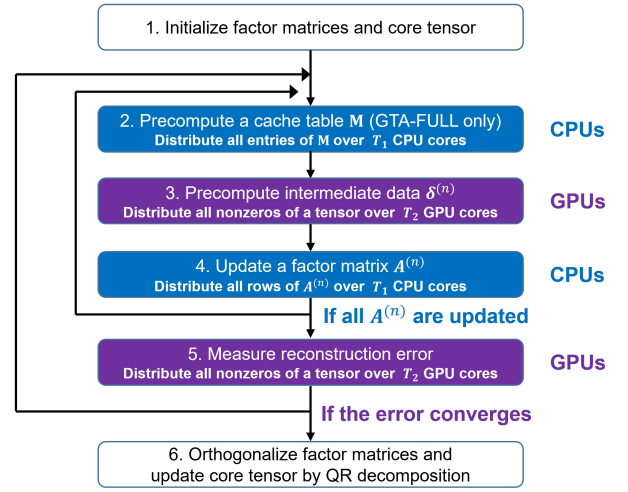 1. Initialize factor matrices and core tensor
2. Precompute a cache table M (GTA-FULL only)
Distribute all entries of M over T₁ CPU cores
CPUs
3. Precompute intermediate data δ⁽ⁿ⁾
Distribute all nonzeros of a tensor over T₂ GPU cores
GPUs
4. Update a factor matrix A⁽ⁿ⁾
Distribute all rows of A⁽ⁿ⁾ over T₁ CPU cores
CPUs
If all A⁽ⁿ⁾ are updated
5. Measure reconstruction error
Distribute all nonzeros of a tensor over T₂ GPU cores
GPUs
If the error converges
6. Orthogonalize factor matrices and
update core tensor by QR decomposition